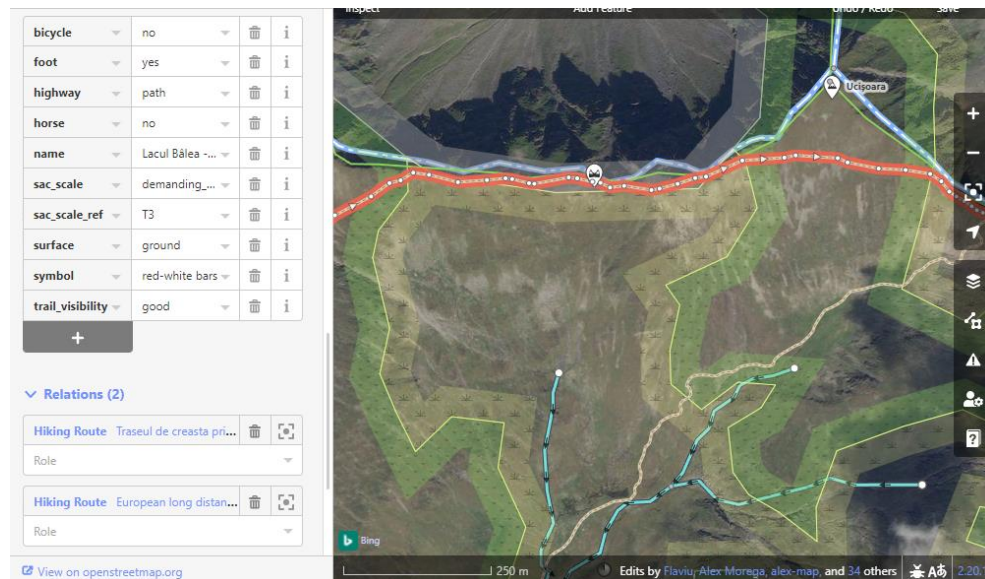 Inspect Add Feature Undo / Redo Save
bicycle no
foot yes
highway path
horse no
name Lacul Bâlea -...
sac_scale demanding_...
sac_scale_ref T3
surface ground
symbol red-white bars
trail_visibility good
+
Relations (2)
Hiking Route Traseul de creasta pri...
Role
Hiking Route European long distan...
Role
View on openstreetmap.org
Ucișoara
Bing
250 m
Edits by Flaviu, Alex Moraga, alex-map, and 34 others
2.20.